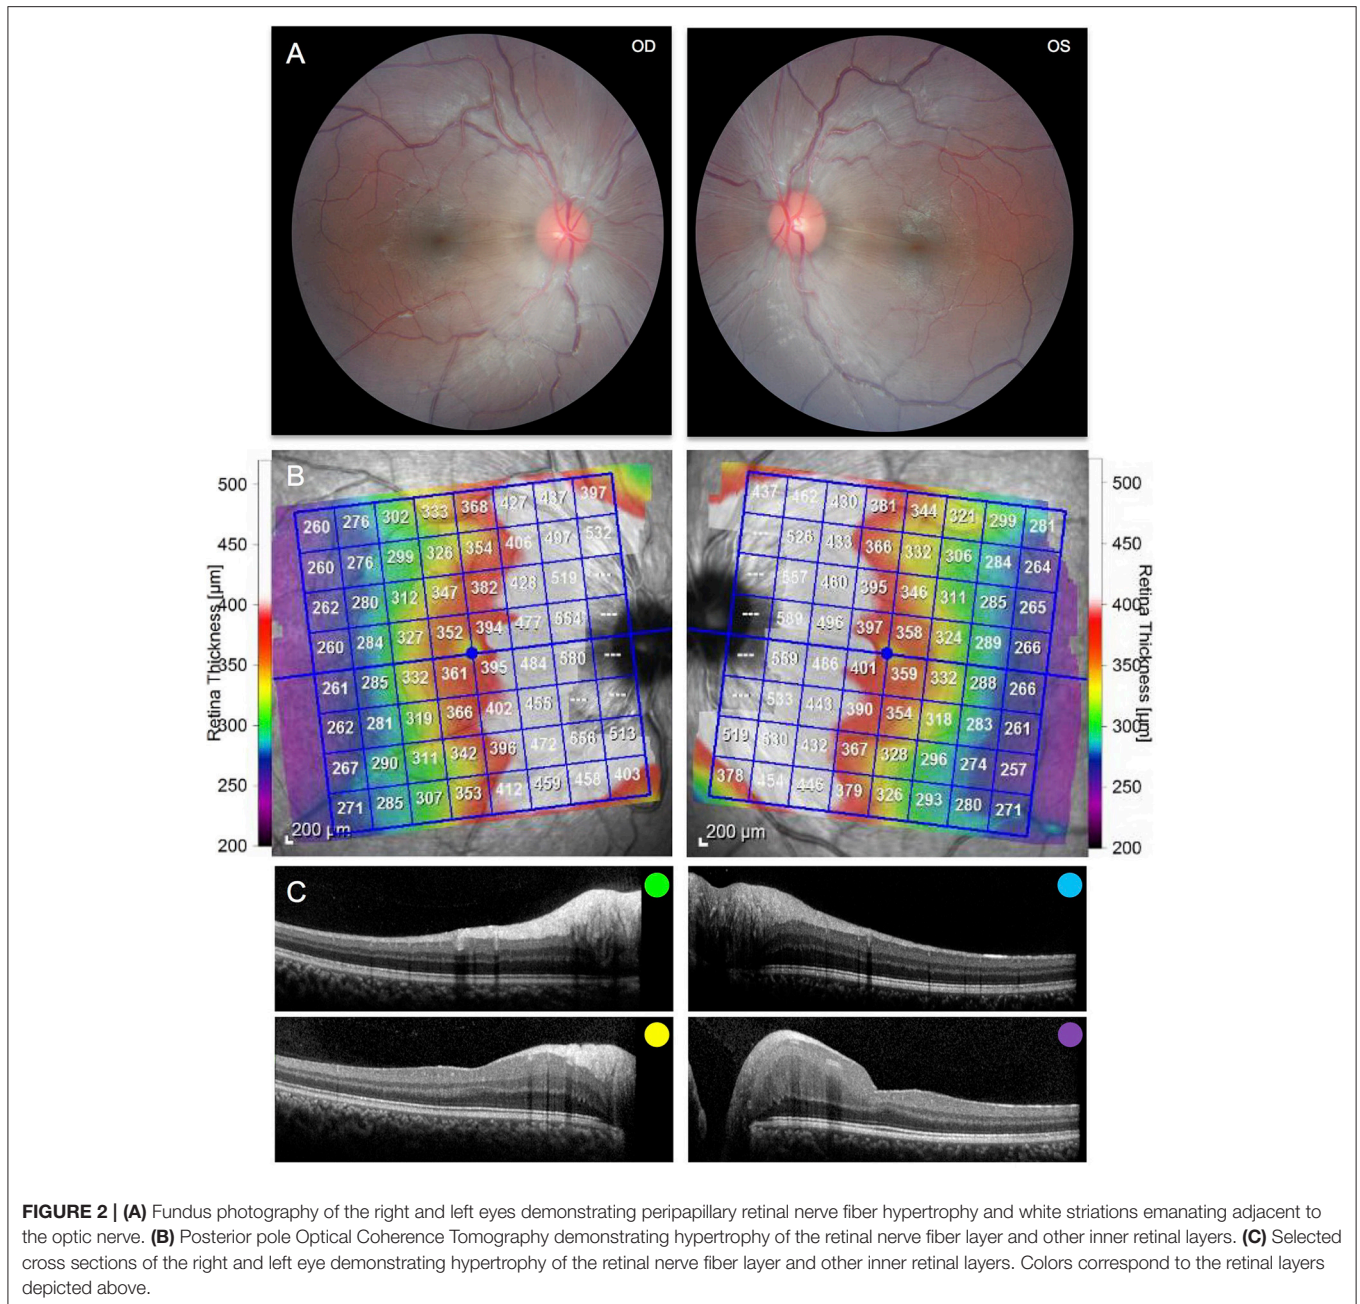 A
OD
OS
B
500
450
400
350
300
250
200
Retina Thickness [µm]
260 276 302 333 368 427 437 397
260 276 299 326 354 406 497 532
262 280 312 347 382 428 519 ---
260 284 327 352 394 477 554 ---
261 285 332 361 395 484 580 ---
262 281 319 366 402 455 --- ---
267 290 311 342 396 472 556 513
271 285 307 353 412 459 458 403
200 µm
437 462 430 381 344 321 299 281
--- 526 433 366 332 306 284 264
--- 557 460 395 346 311 285 265
--- 589 496 397 358 324 289 266
--- 559 486 401 359 332 288 266
--- 533 443 390 354 318 283 261
519 530 432 367 328 296 274 257
378 454 446 379 326 293 280 271
200 µm
500
450
400
350
300
250
200
Retina Thickness [µm]
C
FIGURE 2 | (A) Fundus photography of the right and left eyes demonstrating peripapillary retinal nerve fiber hypertrophy and white striations emanating adjacent to
the optic nerve. (B) Posterior pole Optical Coherence Tomography demonstrating hypertrophy of the retinal nerve fiber layer and other inner retinal layers. (C) Selected
cross sections of the right and left eye demonstrating hypertrophy of the retinal nerve fiber layer and other inner retinal layers. Colors correspond to the retinal layers
depicted above.